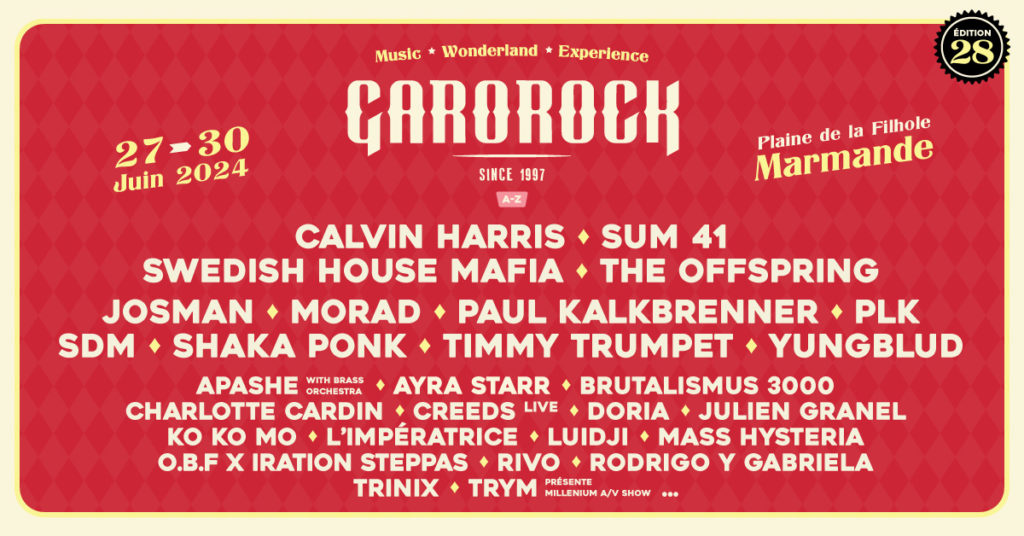 ÉDITION
28
Music ★ Wonderland ★ Experience
GAROROCK
SINCE 1997
A-Z
27 ➡ 30
Juin 2024
Plaine de la Filhole
Marmande
CALVIN HARRIS ♦ SUM 41
SWEDISH HOUSE MAFIA ♦ THE OFFSPRING
JOSMAN ♦ MORAD ♦ PAUL KALKBRENNER ♦ PLK
SDM ♦ SHAKA PONK ♦ TIMMY TRUMPET ♦ YUNGBLUD
APASHE WITH BRASS ORCHESTRA ♦ AYRA STARR ♦ BRUTALISMUS 3000
CHARLOTTE CARDIN ♦ CREEDS LIVE ♦ DORIA ♦ JULIEN GRANEL
KO KO MO ♦ L'IMPÉRATRICE ♦ LUIDJI ♦ MASS HYSTERIA
O.B.F X IRATION STEPPAS ♦ RIVO ♦ RODRIGO Y GABRIELA
TRINIX ♦ TRYM PRÉSENTE MILLENIUM A/V SHOW ...